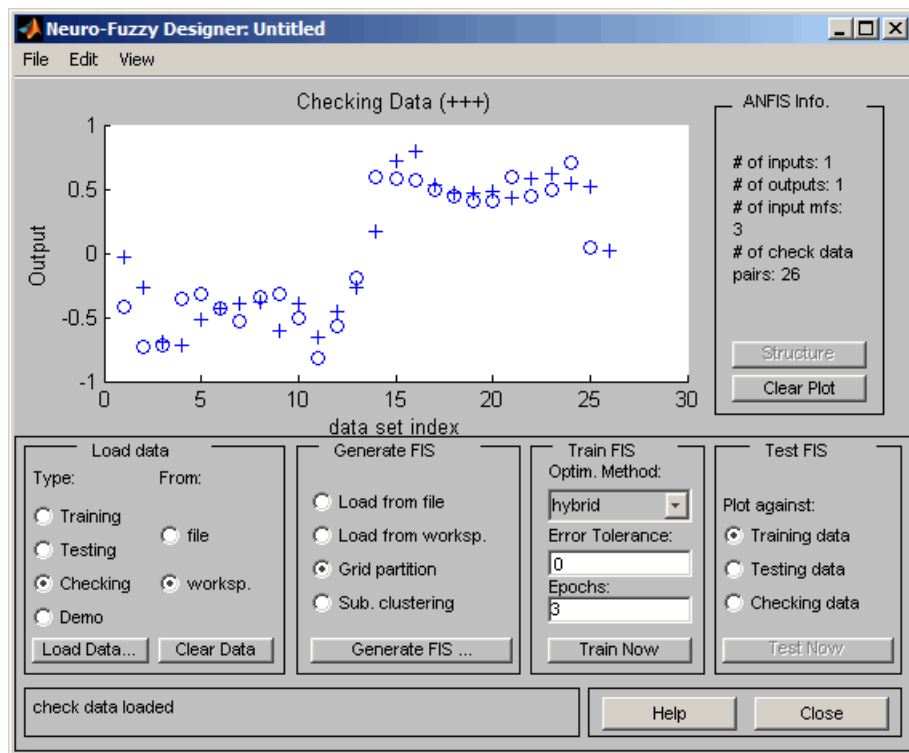 Neuro-Fuzzy Designer: Untitled
File Edit View
Checking Data (+++)
1
0.5
0
-0.5
-1
Output
0 5 10 15 20 25 30
data set index
ANFIS Info.
# of inputs: 1
# of outputs: 1
# of input mfs:
3
# of check data
pairs: 26
Structure
Clear Plot
Load data
Type: From:
Training
Testing
Checking
Demo
file
worksp.
Load Data...
Clear Data
Generate FIS
Load from file
Load from worksp.
Grid partition
Sub. clustering
Generate FIS ...
Train FIS
Optim. Method:
hybrid
Error Tolerance:
0
Epochs:
3
Train Now
Test FIS
Plot against:
Training data
Testing data
Checking data
Test Now
check data loaded
Help
Close